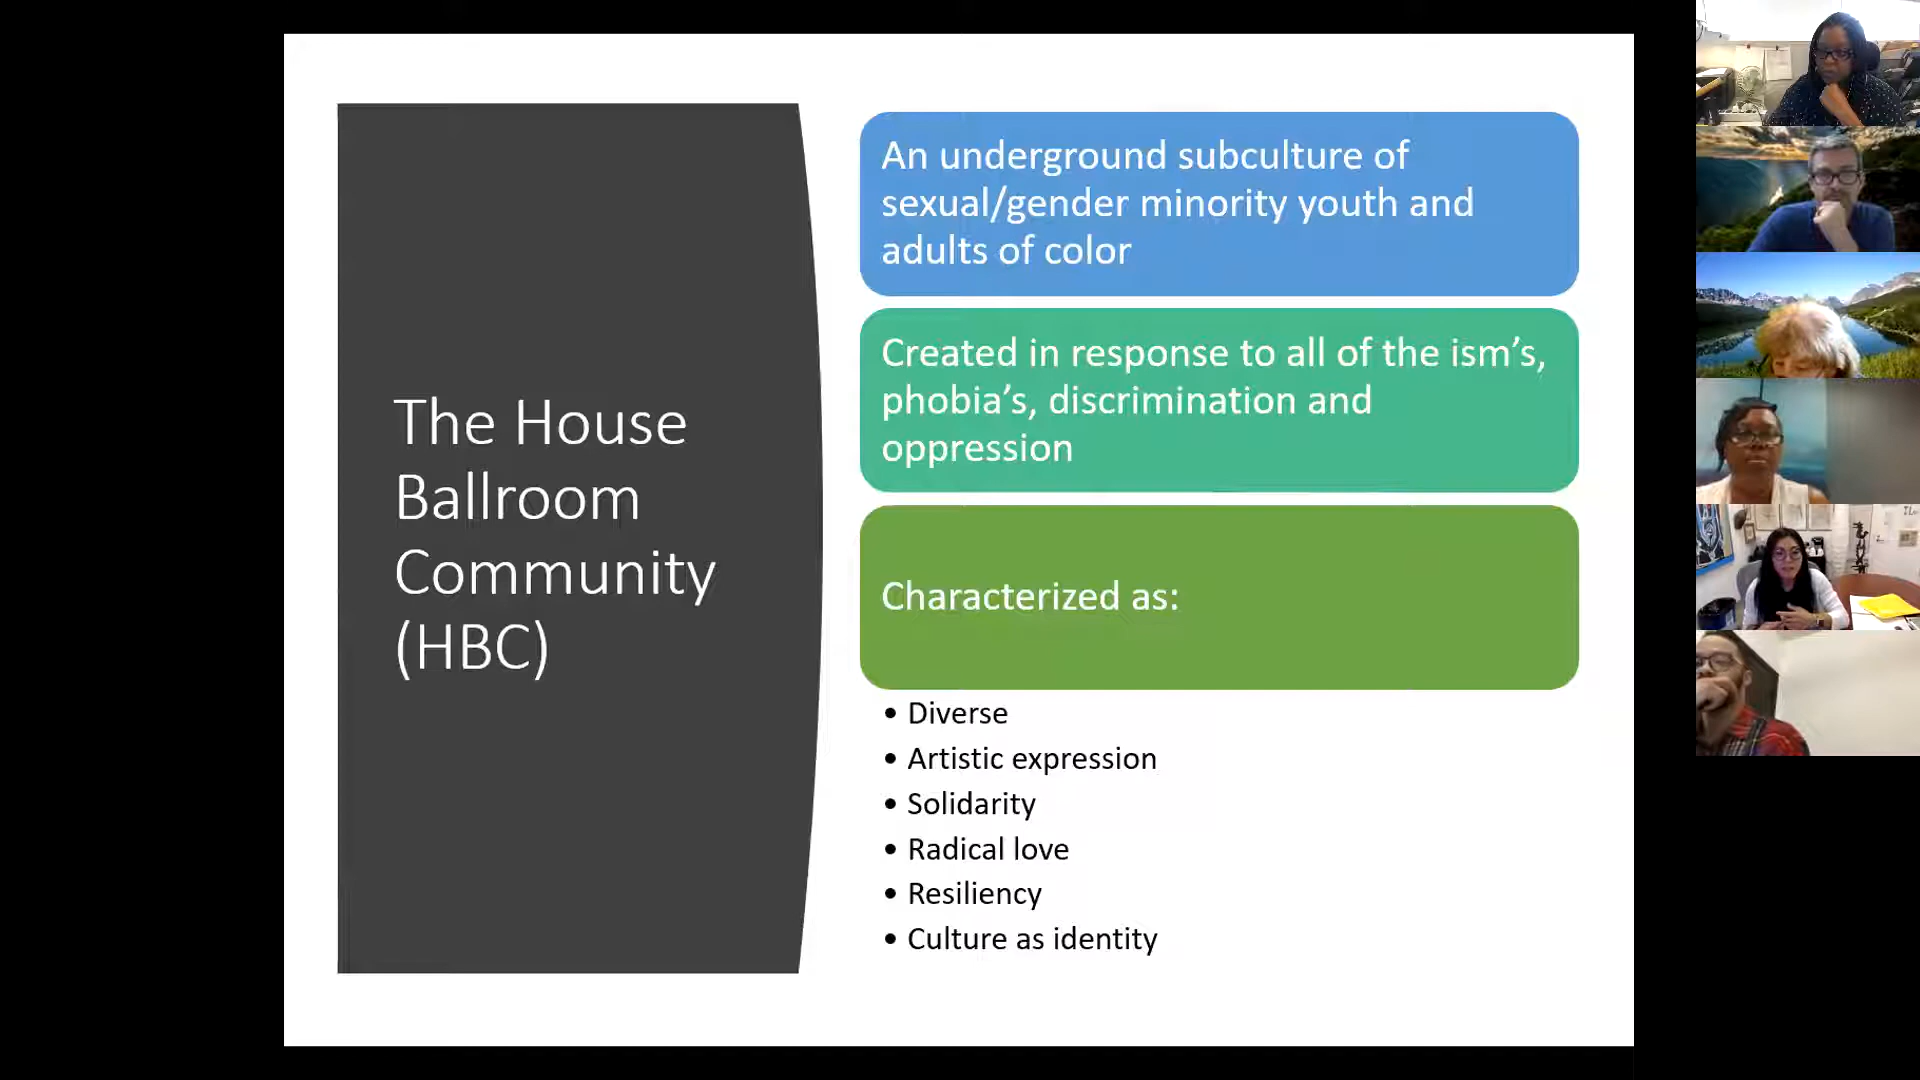 The House
Ballroom
Community
(HBC)
An underground subculture of
sexual/gender minority youth and
adults of color
Created in response to all of the ism’s,
phobia’s, discrimination and
oppression
Characterized as:
• Diverse
• Artistic expression
• Solidarity
• Radical love
• Resiliency
• Culture as identity